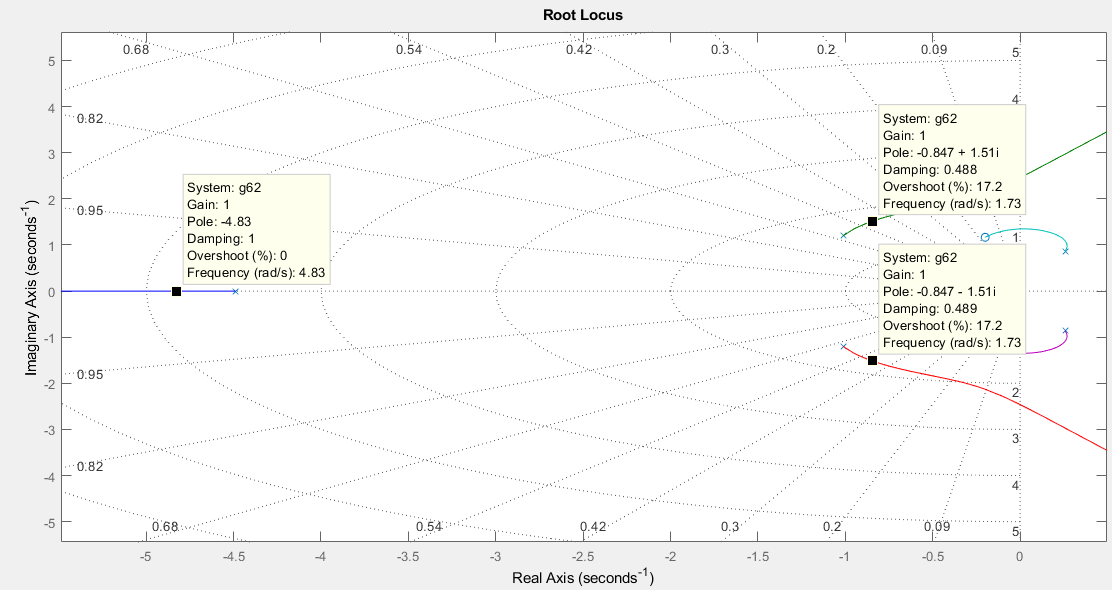 Root Locus
0.68
0.54
0.42
0.3
0.2
0.09
5
5
4
System: g62
Gain: 1
Pole: -0.847 + 1.51i
Damping: 0.488
Overshoot (%): 17.2
Frequency (rad/s): 1.73
4
0.82
3
System: g62
Gain: 1
Pole: -4.83
Damping: 1
Overshoot (%): 0
Frequency (rad/s): 4.83
2
0.95
1
1
System: g62
Gain: 1
Pole: -0.847 - 1.51i
Damping: 0.489
Overshoot (%): 17.2
Frequency (rad/s): 1.73
0
-1
0.95
-2
2
-3
3
0.82
-4
4
-5
5
0.68
0.54
0.42
0.3
0.2
0.09
Imaginary Axis (seconds-1)
-5
-4.5
-4
-3.5
-3
-2.5
-2
-1.5
-1
-0.5
0
Real Axis (seconds-1)